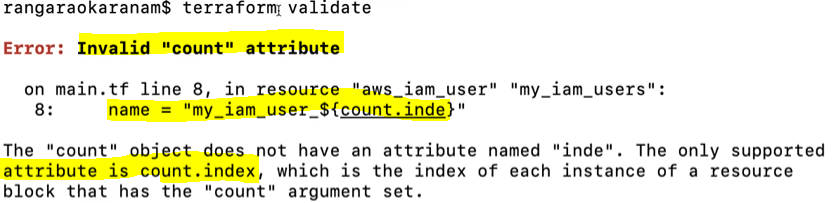 rangaraokaranam$ terraform validate
Error: Invalid "count" attribute
on main.tf line 8, in resource "aws_iam_user" "my_iam_users":
8: name = "my_iam_user_${count.inde}"
The "count" object does not have an attribute named "inde". The only supported
attribute is count.index, which is the index of each instance of a resource
block that has the "count" argument set.